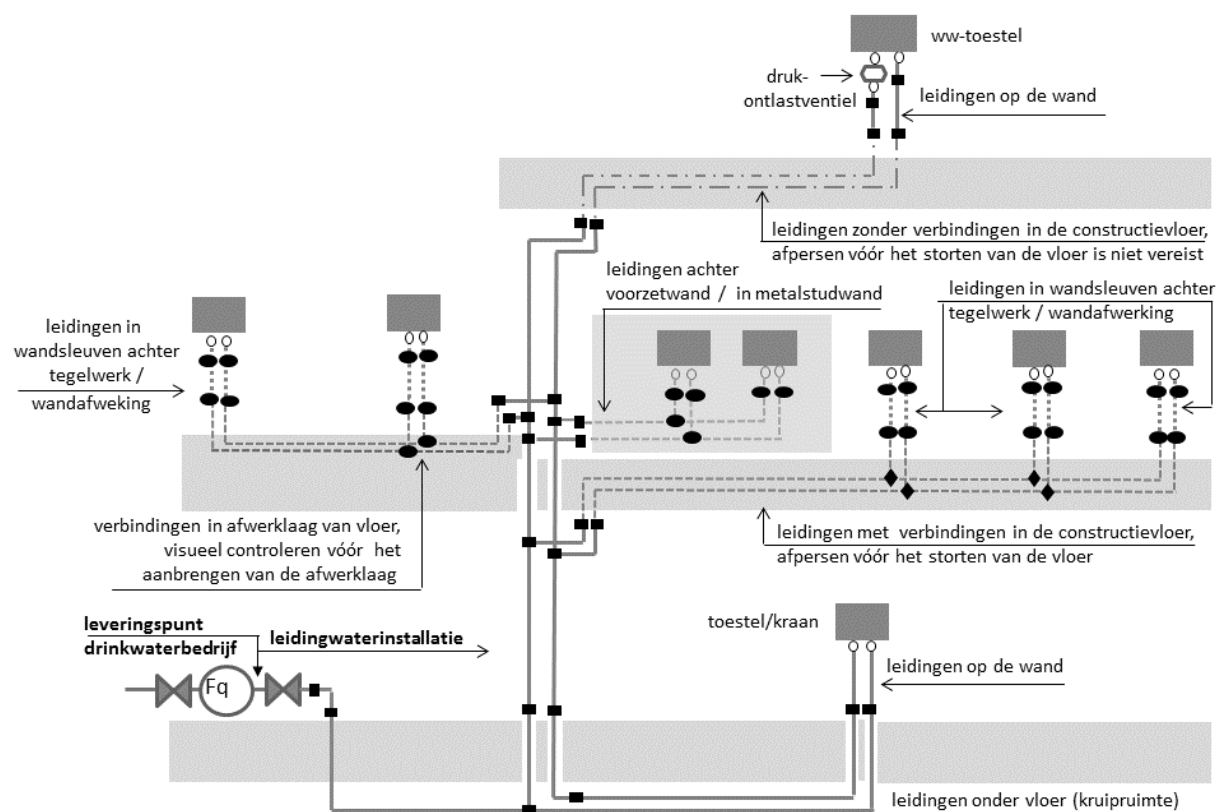 ww-toestel
druk-
ontlastventiel
leidingen op de wand
leidingen zonder verbindingen in de constructievloer,
afpersen vóór het storten van de vloer is niet vereist
leidingen achter
voorzetwand / in metalstudwand
leidingen in wandsleuven achter
tegelwerk / wandafwerking
leidingen in
wandsleuven achter
tegelwerk /
wandafweking
verbindingen in afwerklaag van vloer,
visueel controleren vóór het
aanbrengen van de afwerklaag
leidingen met verbindingen in de constructievloer,
afpersen vóór het storten van de vloer
leveringspunt
drinkwaterbedrijf
leidingwaterinstallatie
Fq
toestel/kraan
leidingen op de wand
leidingen onder vloer (kruipruimte)